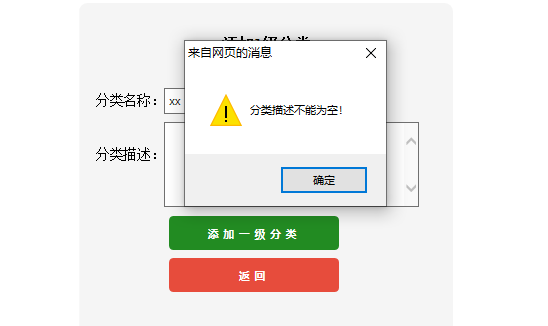 来自网页的消息
分类名称：
xx
分类描述不能为空！
分类描述：
确定
添加一级分类
返回